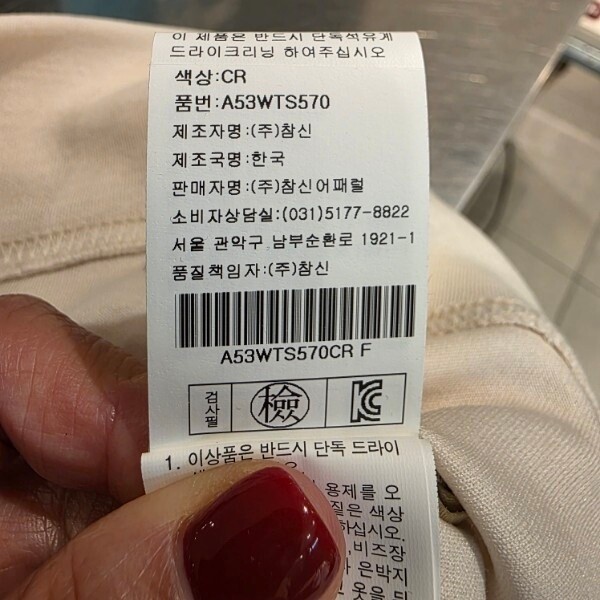 이 제품은 반드시 단독석유계
드라이크리닝 하여주십시오
색상:CR
품번:A53WTS570
제조자명:(주)참신
제조국명:한국
판매자명:(주)참신어패럴
소비자상담실:(031)5177-8822
서울 관악구 남부순환로 1921-1
품질책임자:(주)참신
A53WTS570CR F
검사필 檢 KC
1. 이상품은 반드시 단독 드라이
용제를 오
질은 색상
하십시오.
,비즈장
은박지
옷을 뒤